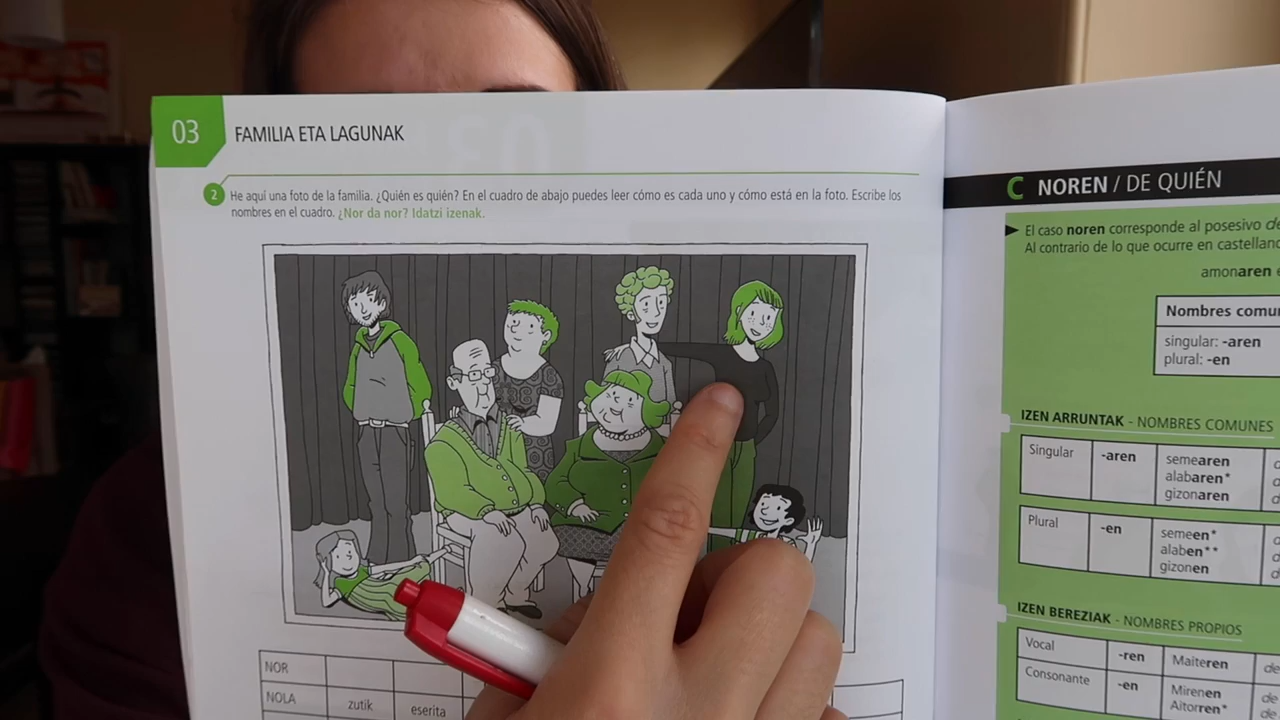 03
FAMILIA ETA LAGUNAK
2 He aquí una foto de la familia. ¿Quién es quién? En el cuadro de abajo puedes leer cómo es cada uno y cómo está en la foto. Escribe los
nombres en el cuadro. ¿Nor da nor? Idatzi izenak.
NOR
NOLA zutik eserita
C NOREN / DE QUIÉN
El caso noren corresponde al posesivo
Al contrario de lo que ocurre en
amonaren
Nombres
singular: -aren
plural: -en
IZEN ARRUNTAK - NOMBRES COMUNES
Singular -aren semearen
alabaren*
gizonaren
Plural -en semeen*
alaben**
gizonen
IZEN BEREZIAK - NOMBRES PROPIOS
Vocal -ren Maiteren
Consonante -en Mirenen
Aitorren*